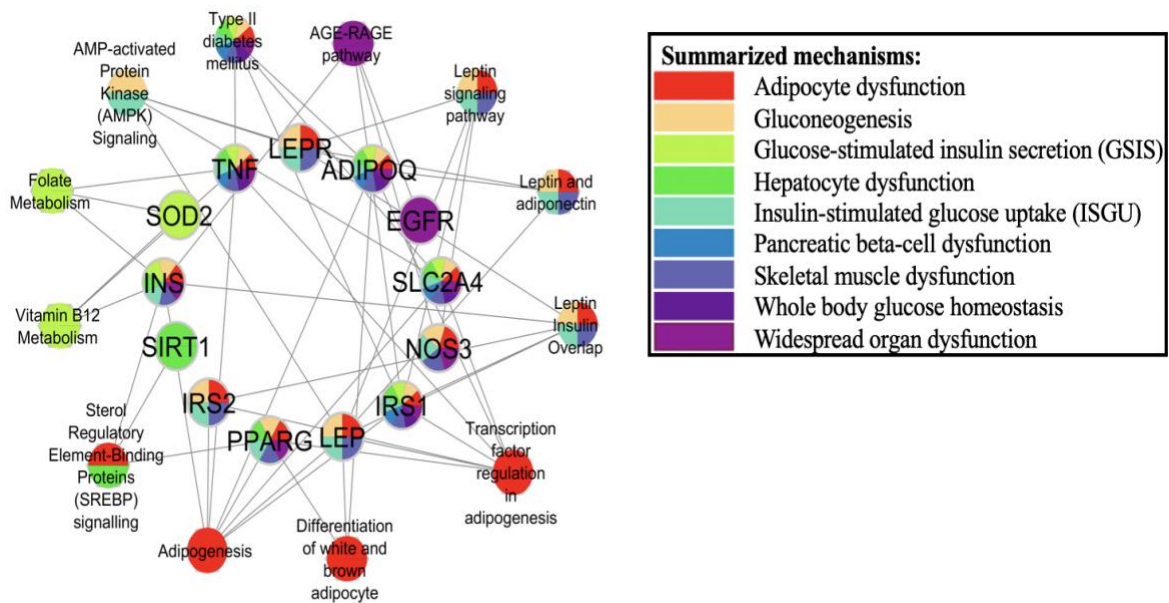 Type II
diabetes
mellitus
AGE-RAGE
pathway
AMP-activated
Protein
Kinase
(AMPK)
Signaling
Leptin
signaling
pathway
LEPR
TNF
ADIPOQ
Folate
Metabolism
Leptin and
adiponectin
SOD2
EGFR
INS
SLC2A4
Vitamin B12
Metabolism
Leptin
Insulin
Overlap
SIRT1
NOS3
IRS2
IRS1
PPARG
LEP
Sterol
Regulatory
Element-Binding
Proteins
(SREBP)
signalling
Transcription
factor
regulation
in
adipogenesis
Adipogenesis
Differentiation
of white and
brown
adipocyte
Summarized mechanisms:
Adipocyte dysfunction
Gluconeogenesis
Glucose-stimulated insulin secretion (GSIS)
Hepatocyte dysfunction
Insulin-stimulated glucose uptake (ISGU)
Pancreatic beta-cell dysfunction
Skeletal muscle dysfunction
Whole body glucose homeostasis
Widespread organ dysfunction